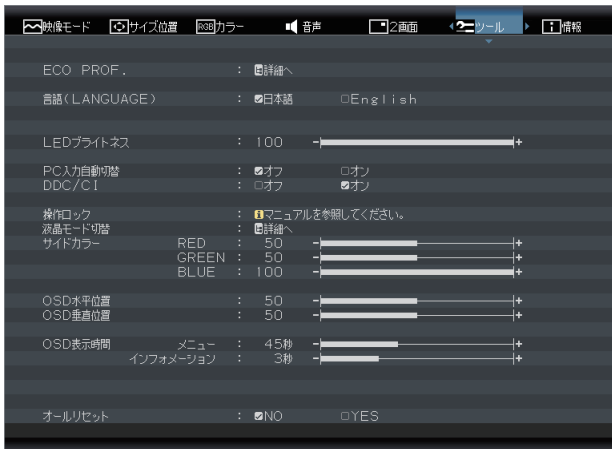 映像モード サイズ位置 RGBカラー 音声 2画面 ツール 情報
ECO PROF. : 詳細へ
言語(LANGUAGE) : 日本語 English
LEDブライトネス : 100 - +
PC入力自動切替 : オフ オン
DDC/CI : オフ オン
操作ロック : マニュアルを参照してください。
液晶モード切替 : 詳細へ
サイドカラー RED : 50 - +
GREEN : 50 - +
BLUE : 100 - +
OSD水平位置 : 50 - +
OSD垂直位置 : 50 - +
OSD表示時間 メニュー : 45秒 - +
インフォメーション : 3秒 - +
オールリセット : NO YES